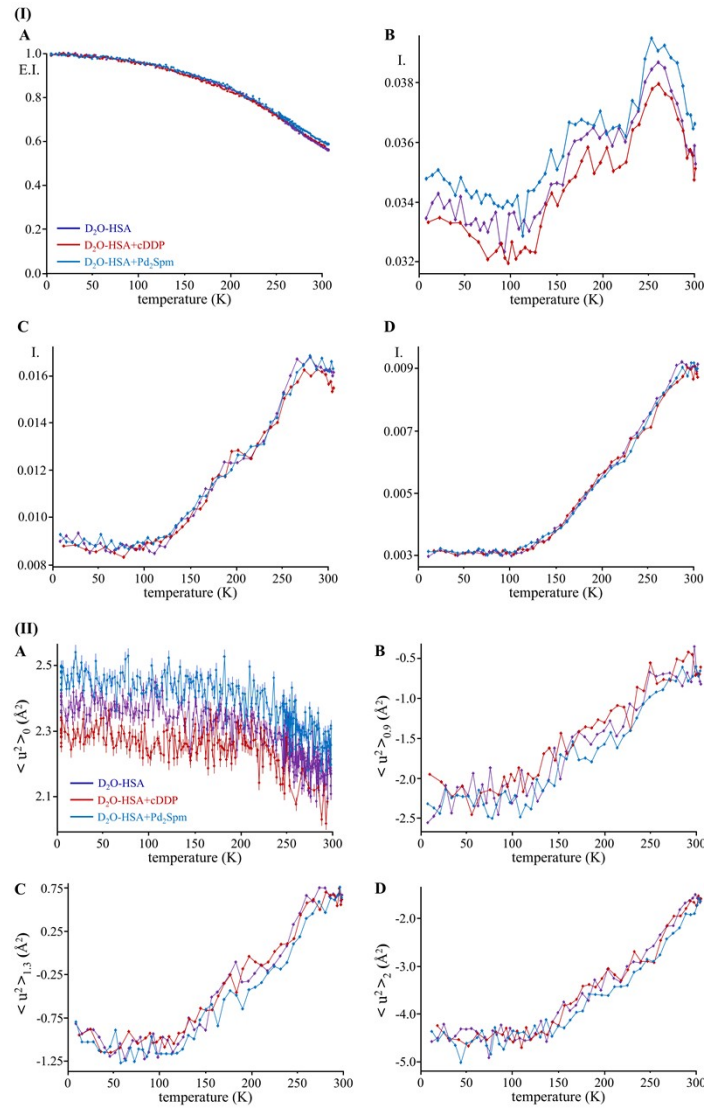 (I)
A
1.0
E.I.
0.8
0.6
0.4
0.2
0.0
D₂O-HSA
D₂O-HSA+cDDP
D₂O-HSA+Pd₂Spm
0 50 100 150 200 250 300
temperature (K)
B
I.
0.038
0.036
0.034
0.032
0 50 100 150 200 250 300
temperature (K)
C
I.
0.016
0.014
0.012
0.010
0.008
0 50 100 150 200 250 300
temperature (K)
D
I.
0.009
0.007
0.005
0.003
0 50 100 150 200 250 300
temperature (K)
(II)
A
< u² >₀ (Å²)
2.5
2.3
2.1
D₂O-HSA
D₂O-HSA+cDDP
D₂O-HSA+Pd₂Spm
0 50 100 150 200 250 300
temperature (K)
B
< u² >₀.₉ (Å²)
-0.5
-1.0
-1.5
-2.0
-2.5
0 50 100 150 200 250 300
temperature (K)
C
< u² >₁.₃ (Å²)
0.75
0.25
-0.25
-0.75
-1.25
0 50 100 150 200 250 300
temperature (K)
D
< u² >₂ (Å²)
-2.0
-3.0
-4.0
-5.0
0 50 100 150 200 250 300
temperature (K)